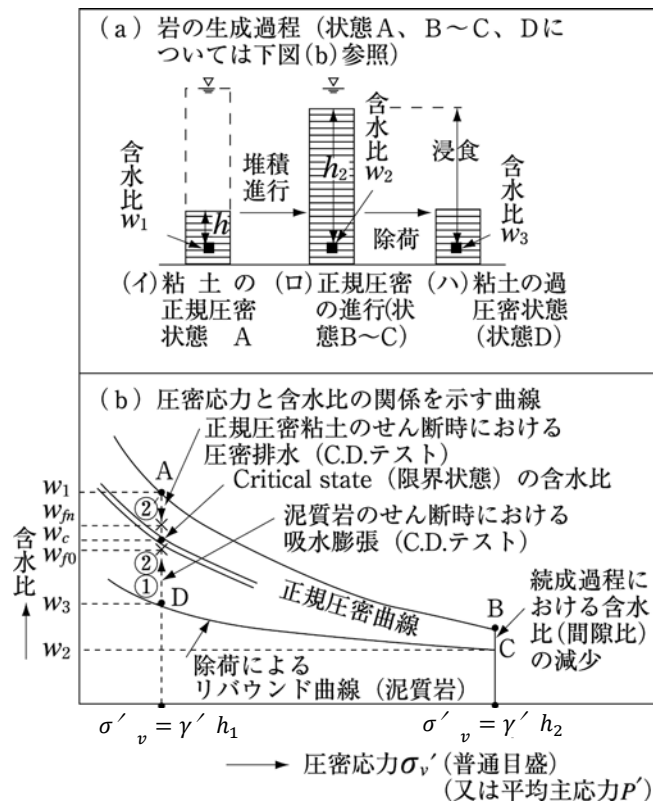 (a) 岩の生成過程（状態A、B～C、Dに
ついては下図(b)参照）
含水比w₁
h
堆積
進行
h₂
含水比w₂
除荷
浸食
含水比w₃
(イ)粘土の
正規圧密
状態 A
(ロ)正規圧密
の進行(状
態B～C)
(ハ)粘土の過
圧密状態
(状態D)
(b) 圧密応力と含水比の関係を示す曲線
正規圧密粘土のせん断時における
圧密排水（C.D.テスト）
A
Critical state（限界状態）の含水比
泥質岩のせん断時における
吸水膨張（C.D.テスト）
w₁
w_fn
w_c
w_f0
w₃
w₂
②
②
①
D
含水比
正規圧密曲線
B
C
続成過程に
おける含水
比(間隙比)
の減少
除荷による
リバウンド曲線（泥質岩）
σ′v＝γ′h₁
σ′v＝γ′h₂
圧密応力σv′（普通目盛）
（又は平均主応力P′）